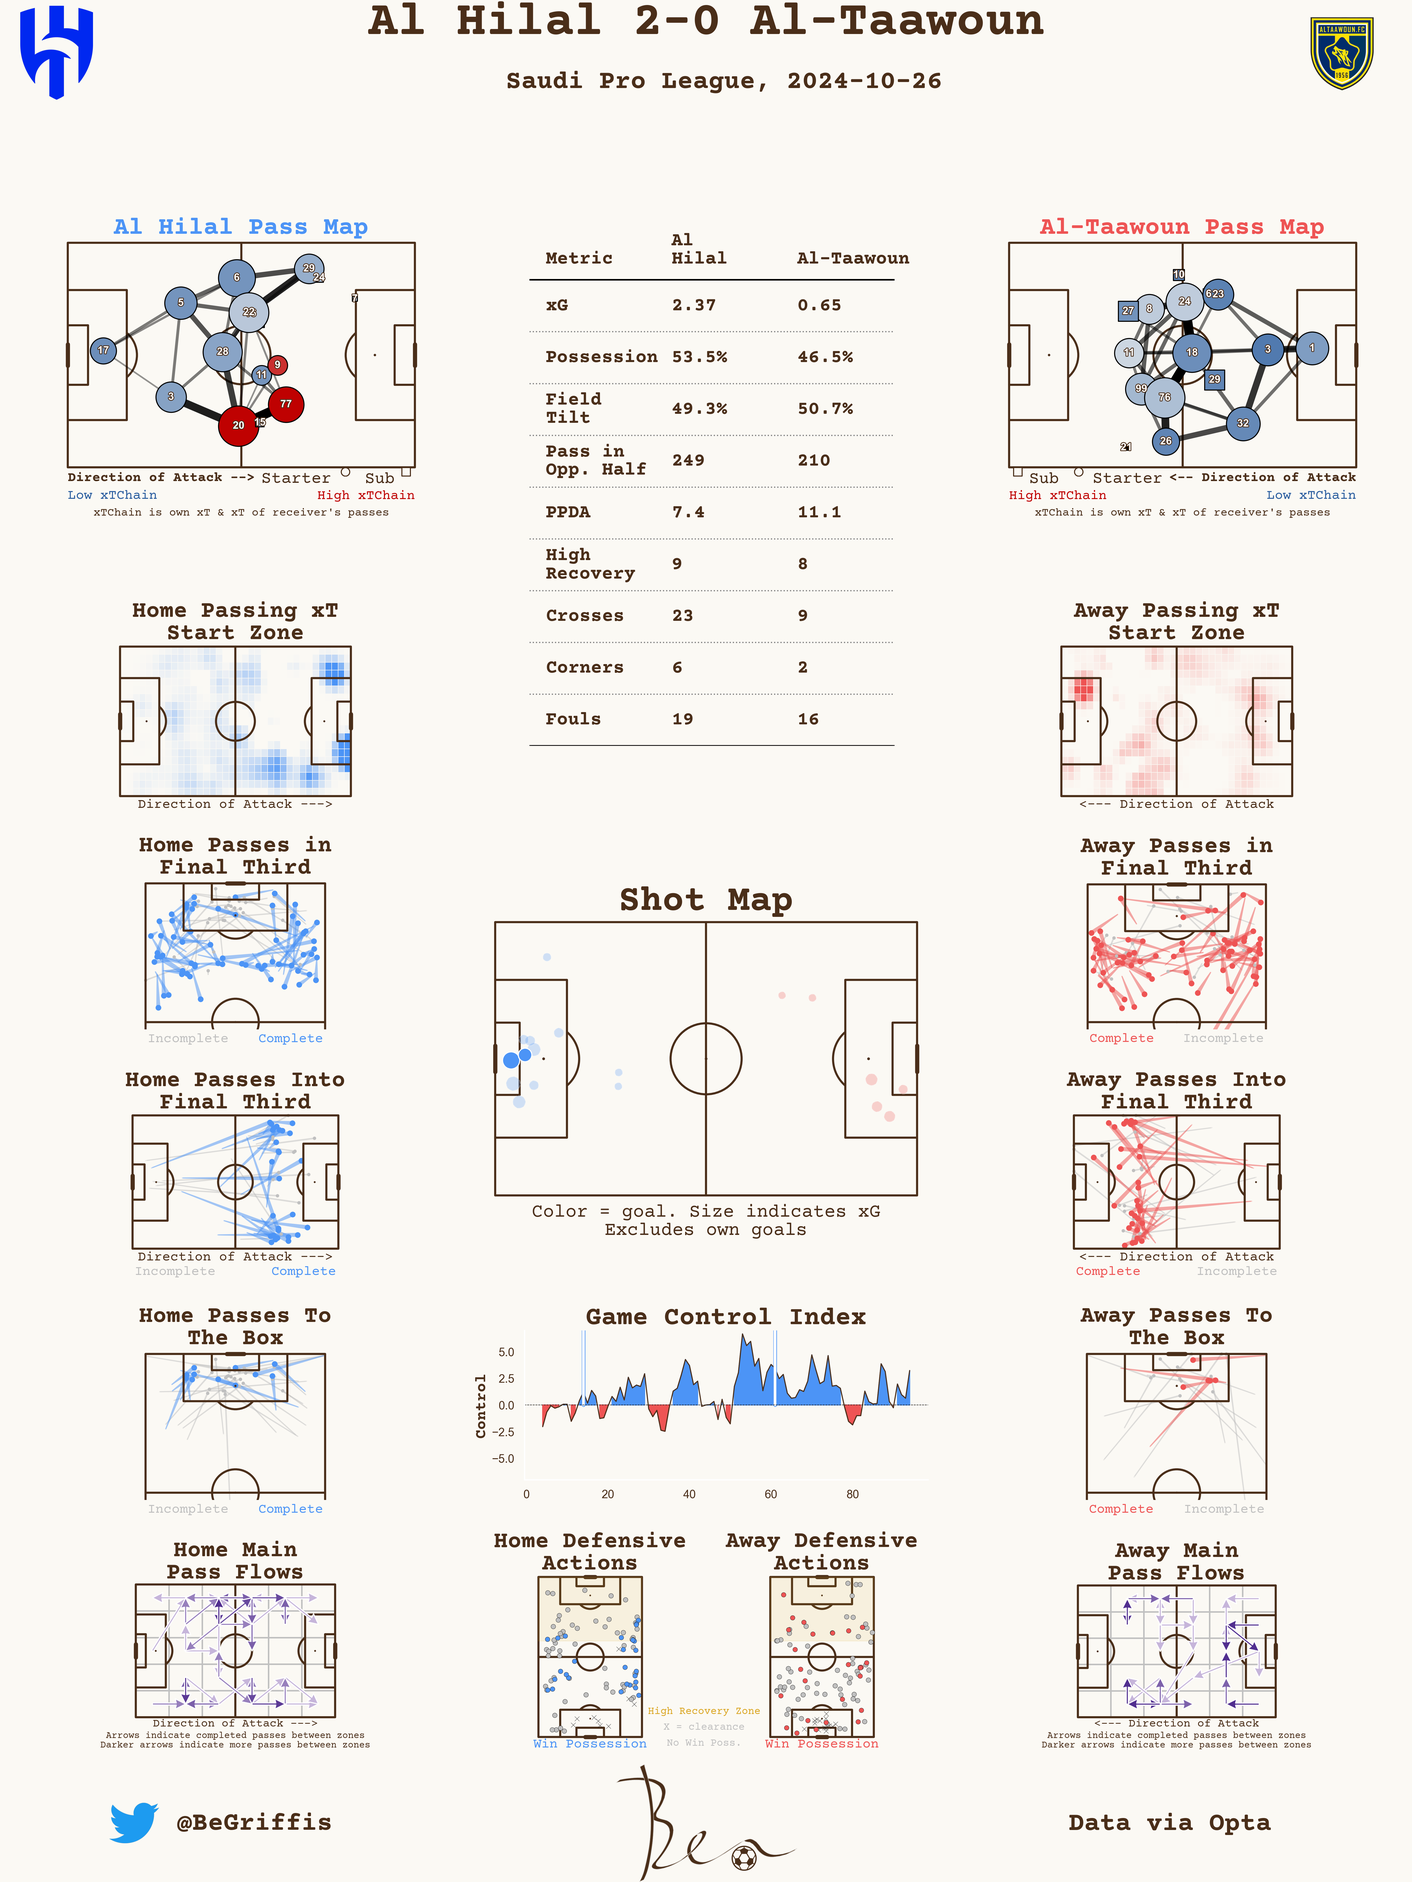 Al Hilal 2-0 Al-Taawoun
Saudi Pro League, 2024-10-26
ALTAAWOUN.FC
1956
Al Hilal Pass Map
6
29
24
7
5
22
17
28
9
11
3
77
20
15
Direction of Attack --> Starter Sub
Low xTChain High xTChain
xTChain is own xT & xT of receiver's passes
Metric Al Hilal Al-Taawoun
xG 2.37 0.65
Possession 53.5% 46.5%
Field Tilt 49.3% 50.7%
Pass in Opp. Half 249 210
PPDA 7.4 11.1
High Recovery 9 8
Crosses 23 9
Corners 6 2
Fouls 19 16
Al-Taawoun Pass Map
10
27
8
24
6
23
11
18
3
1
99
76
29
32
26
21
Sub Starter <-- Direction of Attack
High xTChain Low xTChain
xTChain is own xT & xT of receiver's passes
Home Passing xT
Start Zone
Direction of Attack --->
Away Passing xT
Start Zone
<--- Direction of Attack
Home Passes in
Final Third
Incomplete Complete
Away Passes in
Final Third
Complete Incomplete
Shot Map
Color = goal. Size indicates xG
Excludes own goals
Home Passes Into
Final Third
Direction of Attack --->
Incomplete Complete
Away Passes Into
Final Third
<--- Direction of Attack
Complete Incomplete
Home Passes To
The Box
Incomplete Complete
Game Control Index
Control
5.0
2.5
0.0
−2.5
−5.0
0 20 40 60 80
Away Passes To
The Box
Complete Incomplete
Home Main
Pass Flows
Direction of Attack --->
Arrows indicate completed passes between zones
Darker arrows indicate more passes between zones
Home Defensive
Actions
Win Possession
High Recovery Zone
X = clearance
No Win Poss.
Away Defensive
Actions
Win Possession
Away Main
Pass Flows
<--- Direction of Attack
Arrows indicate completed passes between zones
Darker arrows indicate more passes between zones
@BeGriffis
Ben
Data via Opta